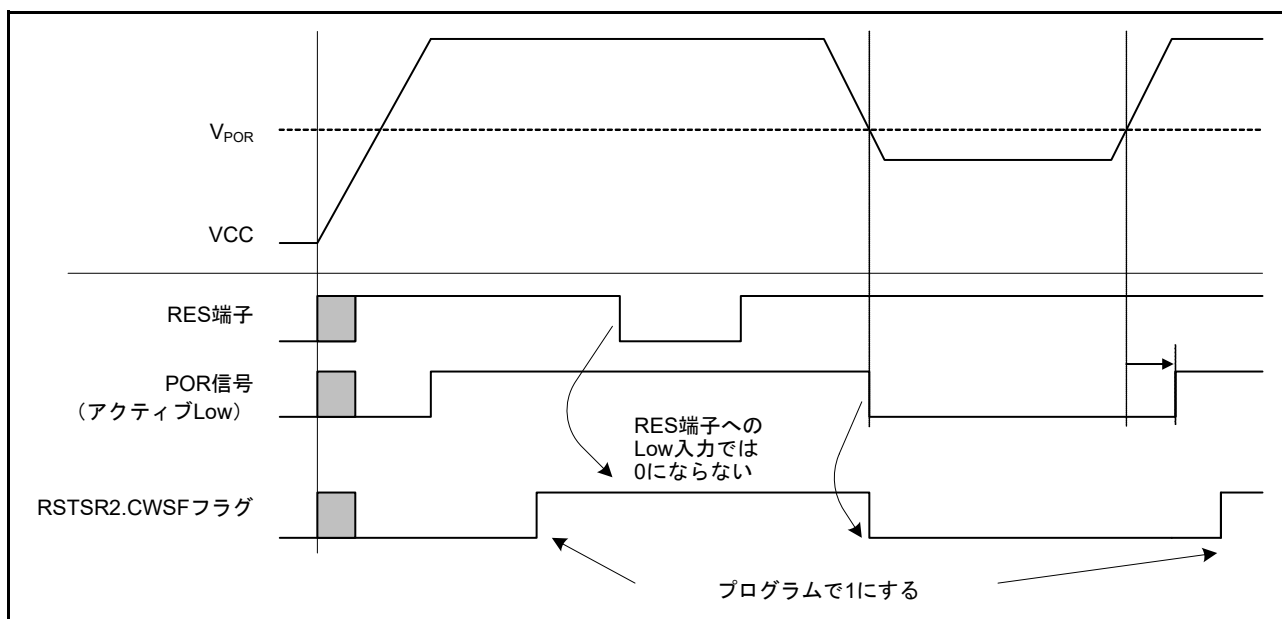 VPOR
VCC
RES端子
POR信号
（アクティブLow）
RES端子への
Low入力では
0にならない
RSTSR2.CWSFフラグ
プログラムで1にする